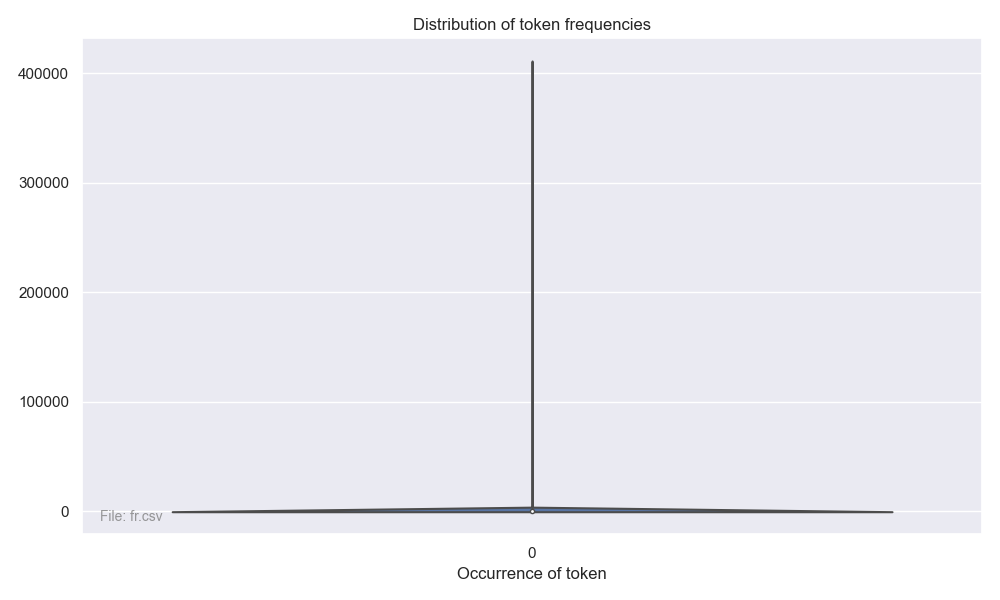 Distribution of token frequencies
400000
300000
200000
100000
0
File: fr.csv
0
Occurrence of token